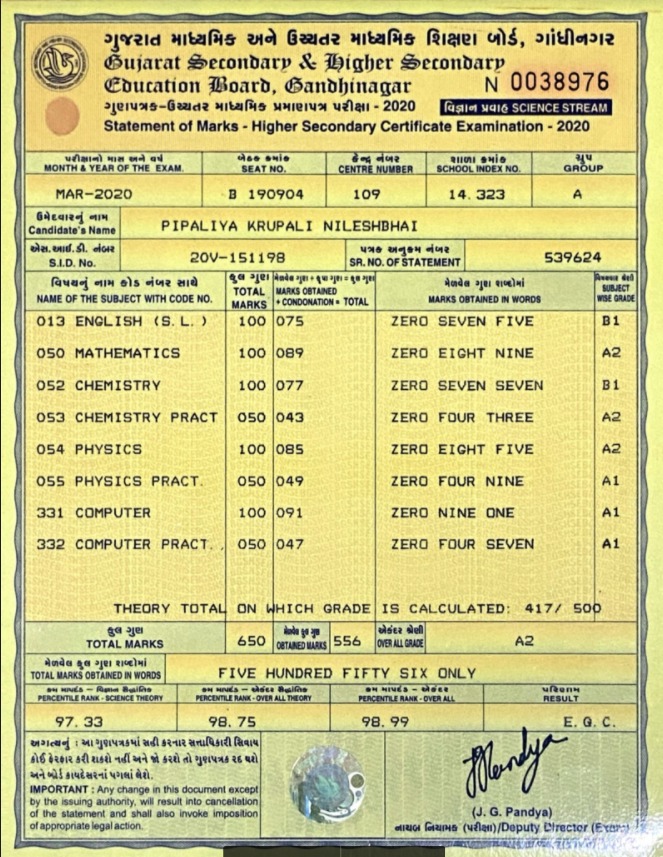 ગુજરાત માધ્યમિક અને ઉચ્ચતર માધ્યમિક શિક્ષણ બોર્ડ, ગાંધીનગર
Gujarat Secondary & Higher Secondary
Education Board, Gandhinagar
N 0038976
ગુણપત્રક-ઉચ્ચતર માધ્યમિક પ્રમાણપત્ર પરીક્ષા - 2020
વિજ્ઞાન પ્રવાહ SCIENCE STREAM
Statement of Marks - Higher Secondary Certificate Examination - 2020
પરીક્ષાનો માસ અને વર્ષ બેઠક ક્રમાંક કેન્દ્ર નંબર શાળા ક્રમાંક ગ્રુપ
MONTH & YEAR OF THE EXAM. SEAT NO. CENTRE NUMBER SCHOOL INDEX NO. GROUP
MAR-2020 B 190904 109 14.323 A
ઉમેદવારનું નામ
Candidate's Name PIPALIYA KRUPALI NILESHBHAI
એસ.આઈ.ડી. નંબર પત્રક અનુક્રમ નંબર
S.I.D. No. 20V-151198 SR. NO. OF STATEMENT 539624
વિષયનું નામ કોડ નંબર સાથે કુલ ગુણ મેળવેલ ગુણ + કૃપા ગુણ = કુલ ગુણ મેળવેલ ગુણ શબ્દોમાં વિષયવાર શ્રેણી
NAME OF THE SUBJECT WITH CODE NO. TOTAL MARKS MARKS OBTAINED + CONDONATION = TOTAL MARKS OBTAINED IN WORDS SUBJECT WISE GRADE
013 ENGLISH (S.L.) 100 075 ZERO SEVEN FIVE B1
050 MATHEMATICS 100 089 ZERO EIGHT NINE A2
052 CHEMISTRY 100 077 ZERO SEVEN SEVEN B1
053 CHEMISTRY PRACT 050 043 ZERO FOUR THREE A2
054 PHYSICS 100 085 ZERO EIGHT FIVE A2
055 PHYSICS PRACT. 050 049 ZERO FOUR NINE A1
331 COMPUTER 100 091 ZERO NINE ONE A1
332 COMPUTER PRACT. , 050 047 ZERO FOUR SEVEN A1
THEORY TOTAL ON WHICH GRADE IS CALCULATED: 417/ 500
કુલ ગુણ મેળવેલ કુલ ગુણ એકંદર શ્રેણી
TOTAL MARKS 650 OBTAINED MARKS 556 OVER ALL GRADE A2
મેળવેલ કુલ ગુણ શબ્દોમાં
TOTAL MARKS OBTAINED IN WORDS FIVE HUNDRED FIFTY SIX ONLY
ક્રમ માપદંડ - વિજ્ઞાન સૈદ્ધાંતિક ક્રમ માપદંડ - એકંદર સૈદ્ધાંતિક ક્રમ માપદંડ - એકંદર પરિણામ
PERCENTILE RANK - SCIENCE THEORY PERCENTILE RANK - OVER ALL THEORY PERCENTILE RANK - OVER ALL RESULT
97.33 98.75 98.99 E.Q.C.
અગત્યનું : આ ગુણપત્રકમાં સહી કરનાર સત્તાધિકારી સિવાય
કોઈ ફેરફાર કરી શકશે નહીં અને જો કરશે તો ગુણપત્રક રદ થશે
અને બોર્ડ કાયદેસરનાં પગલાં લેશે.
IMPORTANT : Any change in this document except
by the issuing authority, will result into cancellation
of the statement and shall also invoke imposition
of appropriate legal action.
(J. G. Pandya)
નાયબ નિયામક (પરીક્ષા)/Deputy Director (Exam)